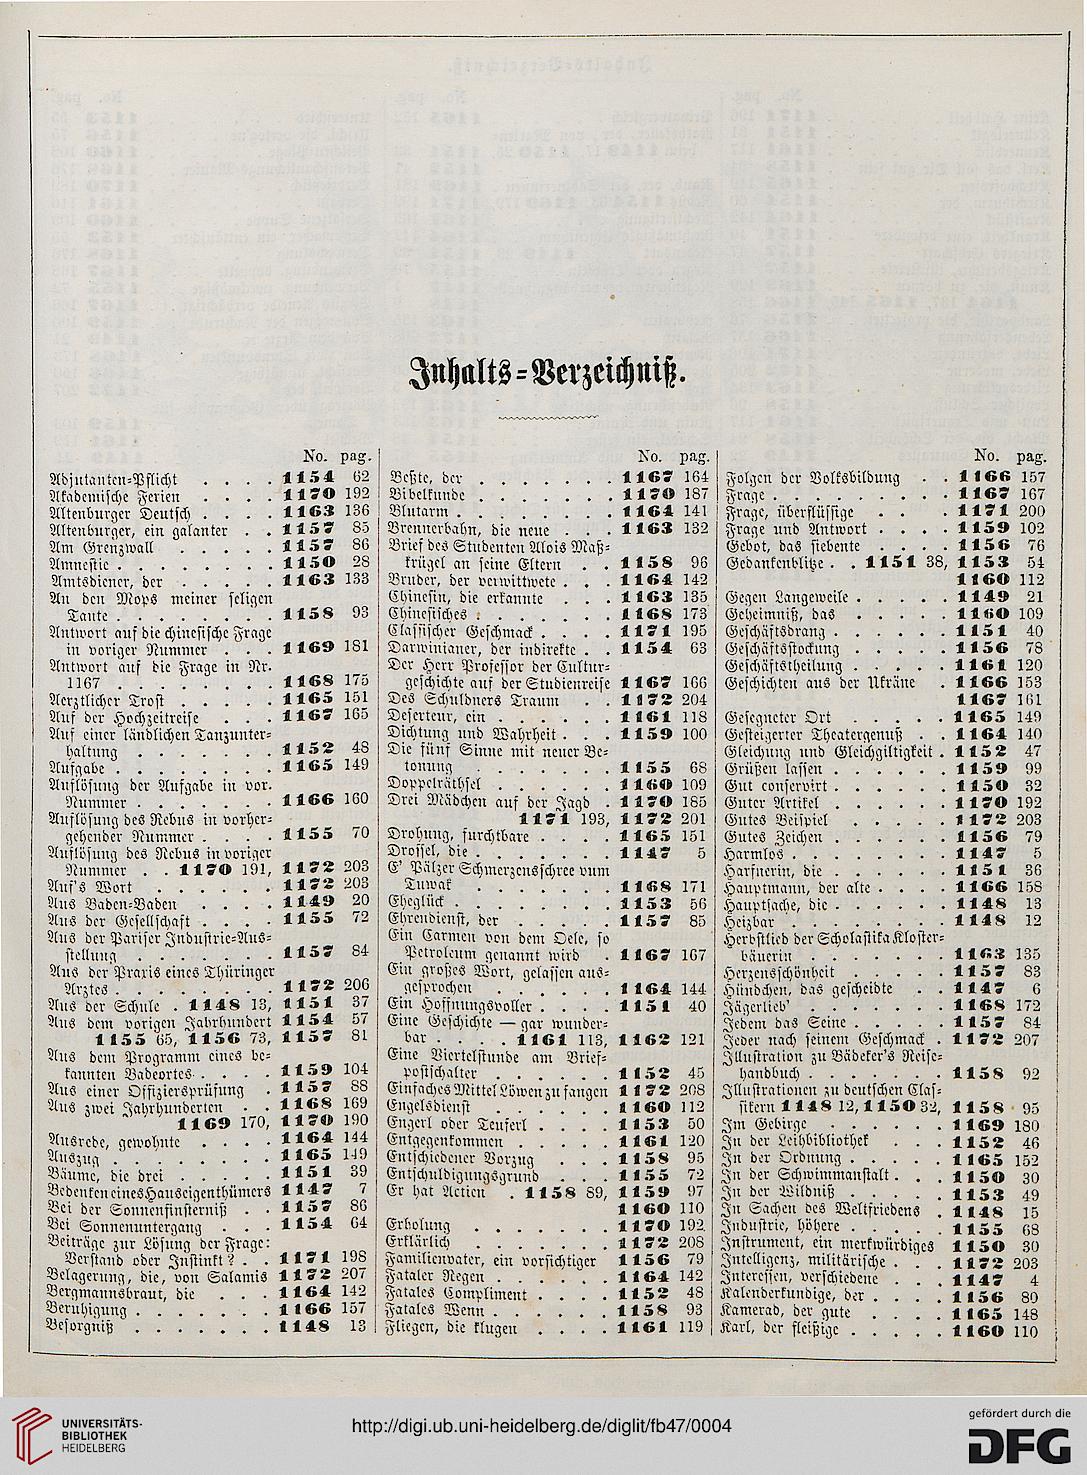 Inhalts=Verzeichniß.
No. pag.
Adjutanten=Pflicht . . . . 1154 62
Akademische Ferien . . . . 1170 192
Altenburger Deutsch . . . . 1163 136
Altenburger, ein galanter . . 1157 85
Am Grenzwall . . . . . 1157 86
Amnestie . . . . . . . . 1150 28
Amtsdiener, der . . . . . 1163 133
An den Mops meiner seligen
Tante . . . . . . . . 1158 93
Antwort auf die chinesische Frage
in voriger Nummer . . . 1169 181
Antwort auf die Frage in Nr.
1167 . . . . . . . . 1168 175
Aerztlicher Trost . . . . . 1165 151
Auf der Hochzeitreise . . . 1167 165
Auf einer ländlichen Tanzunter=
haltung . . . . . . . 1152 48
Aufgabe . . . . . . . . 1165 149
Auflösung der Aufgabe in vor.
Nummer . . . . . . . 1166 160
Auflösung des Rebus in vorher=
gehender Nummer . . . . 1155 70
Auflösung des Rebus in voriger
Nummer . . 1170 191, 1172 203
Auf's Wort . . . . . . 1172 203
Aus Baden=Baden . . . . 1149 20
Aus der Gesellschaft . . . . 1155 72
Aus der Pariser Industrie=Aus=
stellung . . . . . . . 1157 84
Aus der Praxis eines Thüringer
Arztes . . . . . . . . 1172 206
Aus der Schule . 1148 13, 1151 37
Aus dem vorigen Jahrhundert 1154 57
1155 65, 1156 73, 1157 81
Aus dem Programm eines be=
kannten Badeortes . . . . 1159 104
Aus einer Offiziersprüfung . 1157 88
Aus zwei Jahrhunderten . . 1168 169
1169 170, 1170 190
Ausrede, gewohnte . . . . 1164 144
Auszug . . . . . . . . 1165 149
Bäume, die drei . . . . . 1151 39
Bedenken eines Hauseigenthümers 1147 7
Bei der Sonnenfinsterniß . . 1157 86
Bei Sonnenuntergang . . . 1154 64
Beiträge zur Lösung der Frage:
Verstand oder Instinkt? . . 1171 198
Belagerung, die, von Salamis 1172 207
Bergmannsbraut, die . . . 1164 142
Beruhigung . . . . . . . 1166 157
Besorgniß . . . . . . . 1148 13
No. pag.
Beßte, der . . . . . . . 1167 164
Bibelkunde . . . . . . . 1170 187
Blutarm . . . . . . . . 1164 141
Brennerbahn, die neue . . . 1163 132
Brief des Studenten Alois Maß=
krügel an seine Eltern . . 1158 96
Bruder, der verwittwete . . . 1164 142
Chinesin, die erkannte . . . 1163 135
Chinesisches . . . . . . . 1168 173
Classischer Geschmack . . . . 1171 195
Darwinianer, der indirekte . . 1154 63
Der Herr Professor der Cultur=
geschichte auf der Studienreise 1167 166
Des Schuldners Traum . . 1172 204
Deserteur, ein . . . . . . 1161 118
Dichtung und Wahrheit . . . 1159 100
Die fünf Sinne mit neuer Be=
tonung . . . . . . . 1155 68
Doppelräthsel . . . . . . 1160 109
Drei Mädchen auf der Jagd . 1170 185
1171 193, 1172 201
Drohung, furchtbare . . . . 1165 151
Drossel, die . . . . . . . 1147 5
E' Pälzer Schmerzensschree vum
Tuwak . . . . . . . . 1168 171
Eheglück . . . . . . . . 1153 56
Ehrendienst, der . . . . . 1157 85
Ein Carmen von dem Oele, so
Petroleum genannt wird . 1167 167
Ein großes Wort, gelassen aus=
gesprochen . . . . . . 1164 144
Ein Hoffnungsvoller . . . . 1151 40
Eine Geschichte — gar wunder=
bar . . . . . 1161 113, 1162 121
Eine Viertelstunde am Brief=
postschalter . . . . . . 1152 45
Einfaches Mittel Löwen zu fangen 1172 208
Engelsdienst . . . . . . 1160 112
Engerl oder Teuferl . . . . 1153 50
Entgegenkommen . . . . . 1161 120
Entschiedener Vorzug . . . 1158 95
Entschuldigungsgrund . . . 1155 72
Er hat Actien . 1158 89, 1159 97
1160 110
Erholung . . . . . . . 1170 192
Erklärlich . . . . . . . 1172 208
Familienvater, ein vorsichtiger 1156 79
Fataler Regen . . . . . . 1164 142
Fatales Compliment . . . . 1152 48
Fatales Wenn . . . . . . 1158 93
Fliegen, die klugen . . . . 1161 119
No. pag.
Folgen der Volksbildung . . 1166 157
Frage . . . . . . . . . 1167 167
Frage, überflüssige . . . . 1171 200
Frage und Antwort . . . . 1159 102
Gebot, das siebente . . . . 1156 76
Gedankenblitze . . 1151 38, 1153 54
1160 112
Gegen Langeweile . . . . . 1149 21
Geheimniß, das . . . . . 1160 109
Geschäftsdrang . . . . . . 1151 40
Geschäftsstockung . . . . . 1156 78
Geschäftstheilung . . . . . 1161 120
Geschichten aus der Ukräne . 1166 153
1167 161
Gesegneter Ort . . . . . 1165 149
Gesteigerter Theatergenuß . . 1164 140
Gleichung und Gleichgiltigkeit . 1152 47
Grüßen lassen . . . . . . 1159 99
Gut conservirt . . . . . . 1150 32
Guter Artikel . . . . . . 1170 192
Gutes Beispiel . . . . . 1172 203
Gutes Zeichen . . . . . . 1156 79
Harmlos . . . . . . . . 1147 5
Harfnerin, die . . . . . . 1151 36
Hauptmann, der alte . . . . 1166 158
Hauptsache, die . . . . . . 1148 13
Heizbar . . . . . . . . 1148 12
Herbstlied der Scholastika Kloster=
bäuerin . . . . . . . 1163 135
Herzensschönheit . . . . . 1157 83
Hündchen, das gescheidte . . 1147 6
Jägerlied' . . . . . . . 1168 172
Jedem das Seine . . . . . 1157 84
Jeder nach seinem Geschmack . 1172 207
Illustration zu Bädeker's Reise=
handbuch . . . . . . . 1158 92
Illustrationen zu deutschen Clas=
sikern 1148 12, 1150 32, 1158 95
Im Gebirge . . . . . . 1169 180
In der Leihbibliothek . . . 1152 46
In der Ordnung . . . . . 1165 152
In der Schwimmanstalt . . . 1150 30
In der Wildniß . . . . . 1153 49
In Sachen des Weltfriedens . 1148 15
Industrie, höhere . . . . . 1155 68
Instrument, ein merkwürdiges 1150 30
Intelligenz, militärische . . . 1172 203
Interessen, verschiedene . . . 1147 4
Kalenderkundige, der . . . . 1156 80
Kamerad, der gute . . . . 1165 148
Karl, der fleißige . . . . . 1160 110
UNIVERSITÄTS-
BIBLIOTHEK
HEIDELBERG
http://digi.ub.uni-heidelberg.de/diglit/fb47/0004
gefördert durch die
DFG